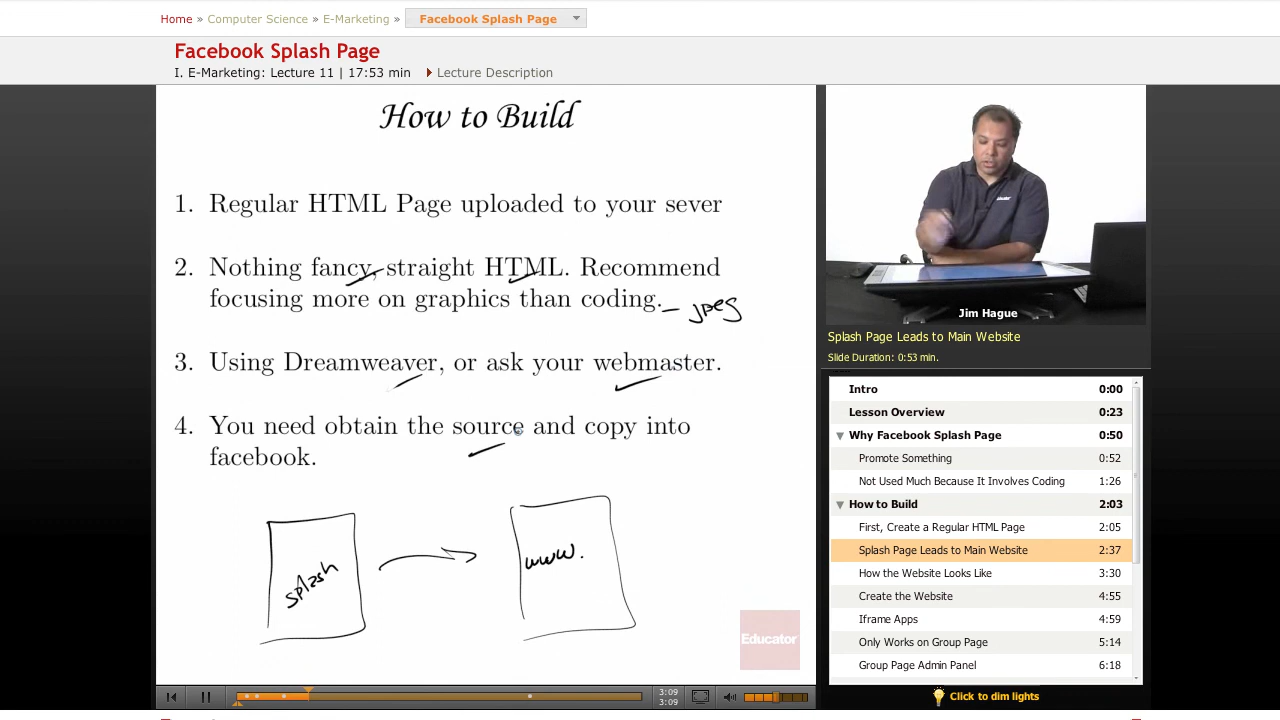 Home » Computer Science » E-Marketing » Facebook Splash Page
Facebook Splash Page
I. E-Marketing: Lecture 11 | 17:53 min Lecture Description
How to Build
1. Regular HTML Page uploaded to your sever
2. Nothing fancy, straight HTML. Recommend
focusing more on graphics than coding. – jpeg
3. Using Dreamweaver, or ask your webmaster.
4. You need obtain the source and copy into
facebook.
splash
www.
Educator
3:09
3:09
Jim Hague
Splash Page Leads to Main Website
Slide Duration: 0:53 min.
Intro 0:00
Lesson Overview 0:23
Why Facebook Splash Page 0:50
Promote Something 0:52
Not Used Much Because It Involves Coding 1:26
How to Build 2:03
First, Create a Regular HTML Page 2:05
Splash Page Leads to Main Website 2:37
How the Website Looks Like 3:30
Create the Website 4:55
Iframe Apps 4:59
Only Works on Group Page 5:14
Group Page Admin Panel 6:18
Click to dim lights